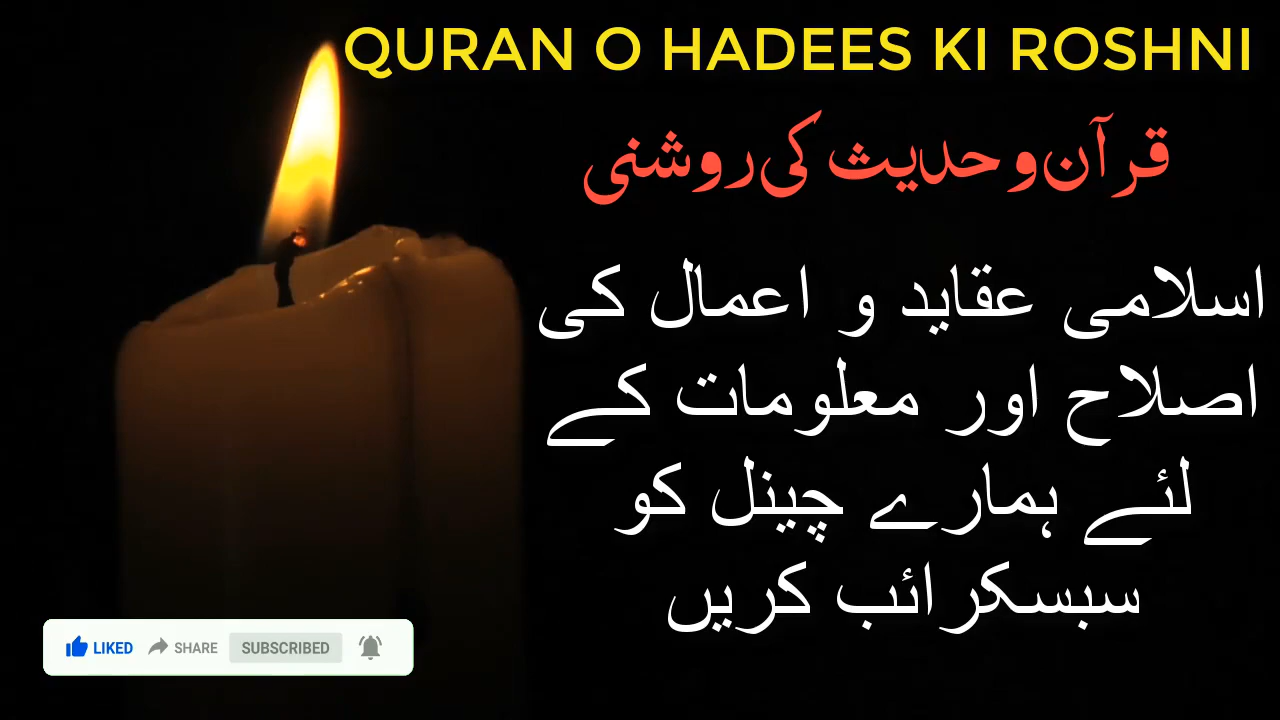 QURAN O HADEES KI ROSHNI
قرآن و حدیث کی روشنی
اسلامی عقاید و اعمال کی
اصلاح اور معلومات کے
لئے ہمارے چینل کو
سبسکرائب کریں
LIKED SHARE SUBSCRIBED